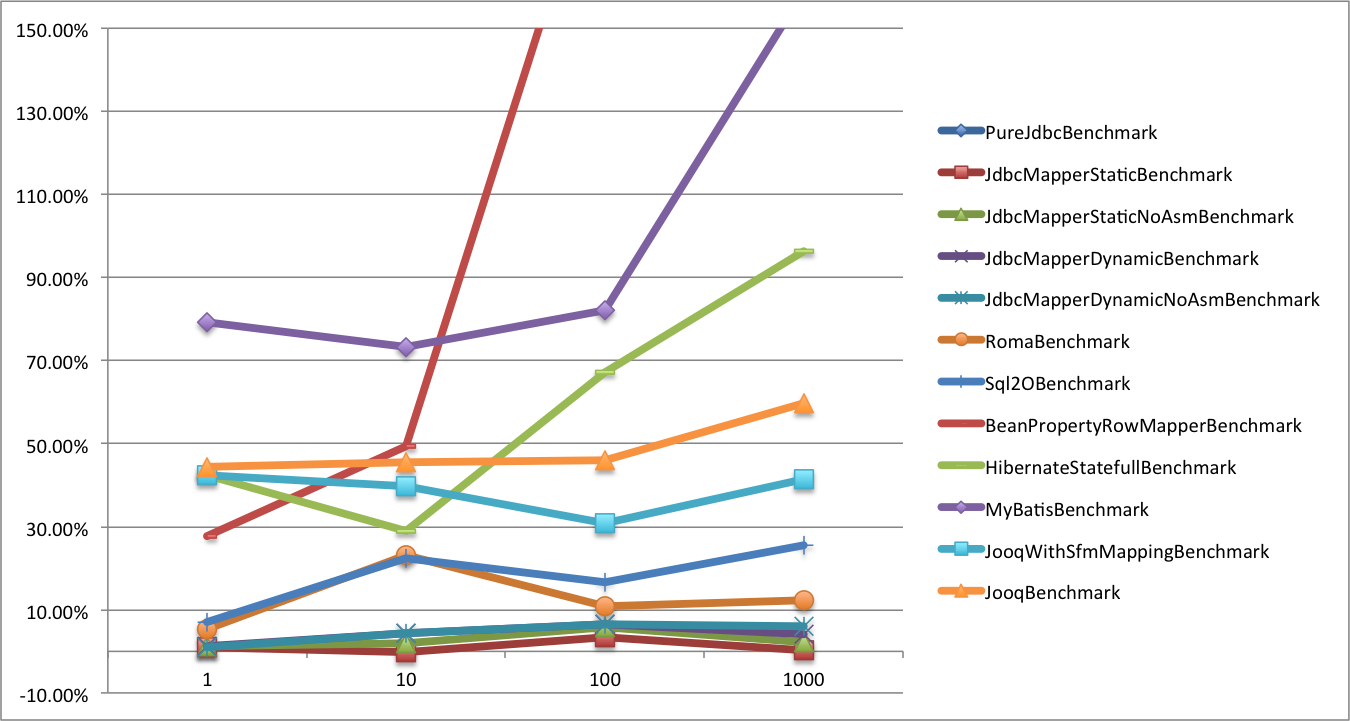 150.00%
130.00%
110.00%
90.00%
70.00%
50.00%
30.00%
10.00%
-10.00%
1 10 100 1000
PureJdbcBenchmark
JdbcMapperStaticBenchmark
JdbcMapperStaticNoAsmBenchmark
JdbcMapperDynamicBenchmark
JdbcMapperDynamicNoAsmBenchmark
RomaBenchmark
Sql2OBenchmark
BeanPropertyRowMapperBenchmark
HibernateStatefullBenchmark
MyBatisBenchmark
JooqWithSfmMappingBenchmark
JooqBenchmark